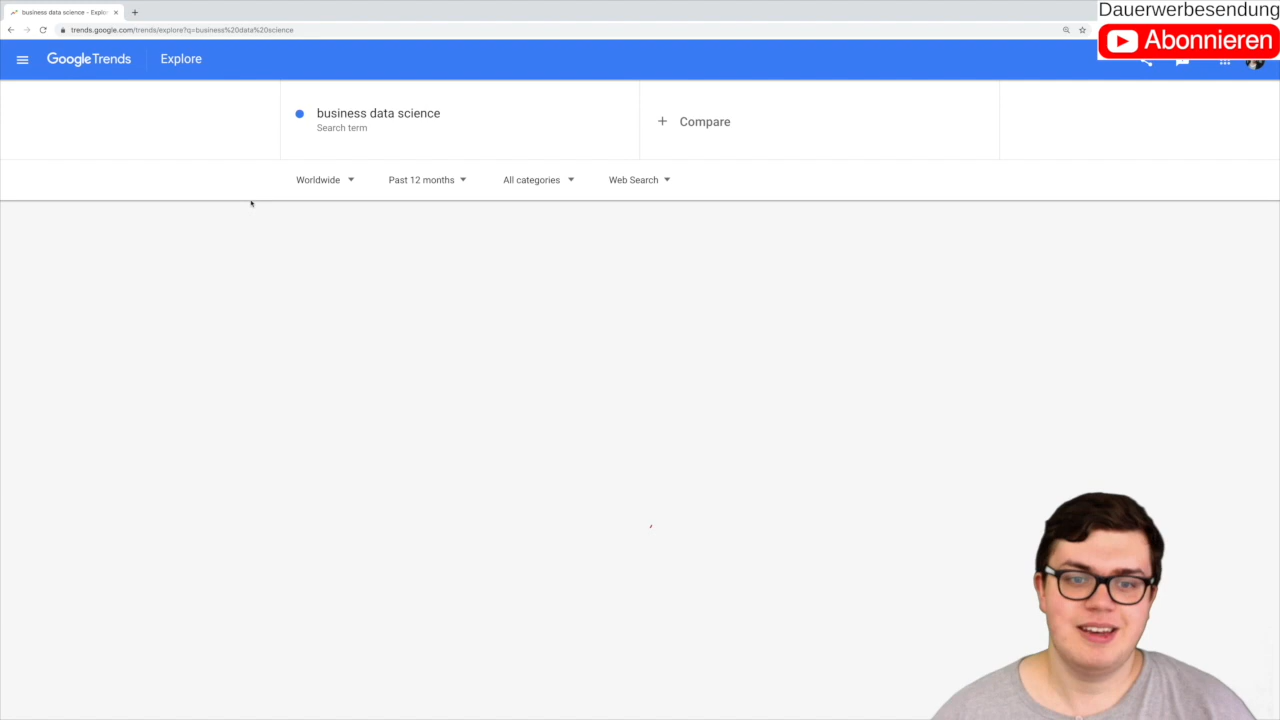 business data science - Explor
trends.google.com/trends/explore?q=business%20data%20science
Dauerwerbesendung
Abonnieren
Google Trends
Explore
business data science
Search term
+ Compare
Worldwide
Past 12 months
All categories
Web Search